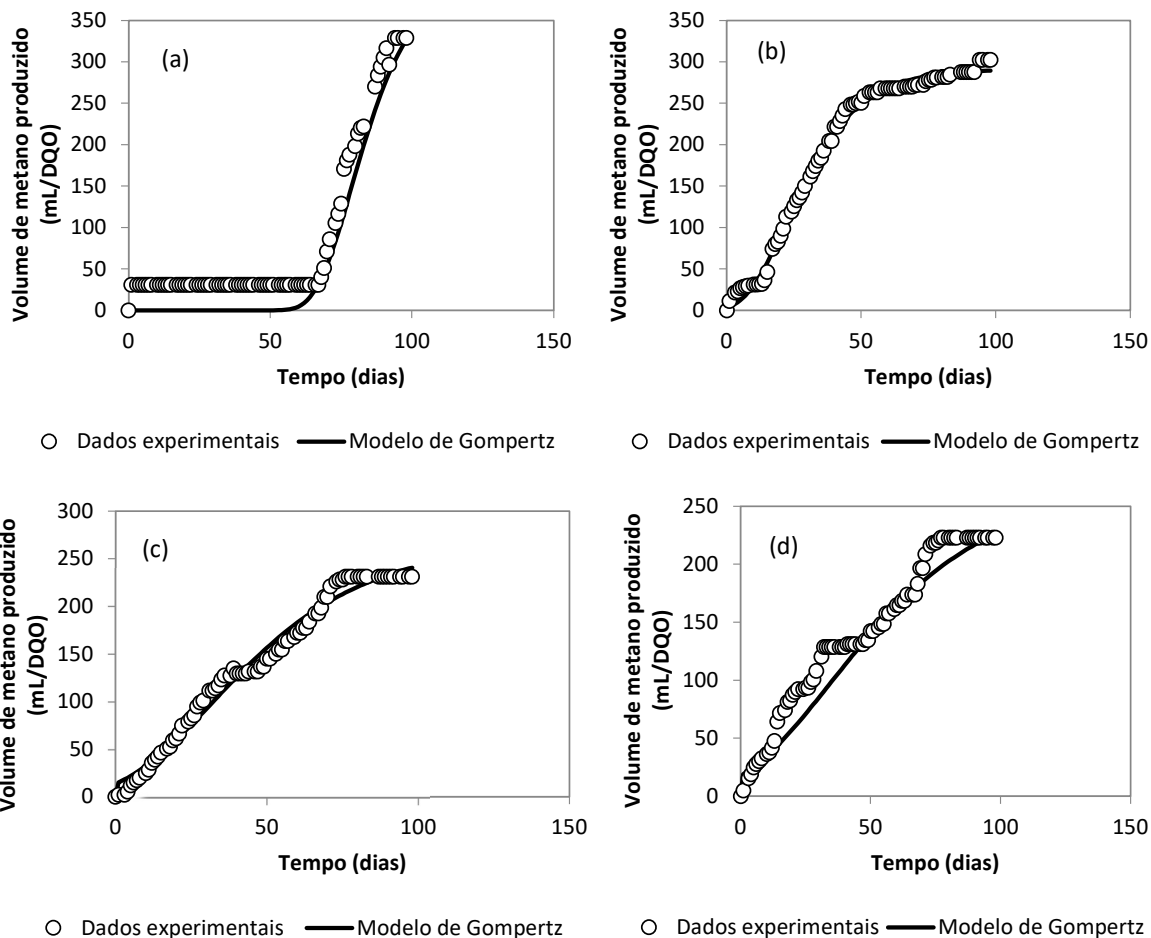 (a)
Volume de metano produzido
(mL/DQO)
350
300
250
200
150
100
50
0
0
50
100
150
Tempo (dias)
Dados experimentais
Modelo de Gompertz
(b)
Volume de metano produzido
(mL/DQO)
350
300
250
200
150
100
50
0
0
50
100
150
Tempo (dias)
Dados experimentais
Modelo de Gompertz
(c)
Volume de metano produzido
(mL/DQO)
300
250
200
150
100
50
0
0
50
100
150
Tempo (dias)
Dados experimentais
Modelo de Gompertz
(d)
Volume de metano produzido
(mL/DQO)
250
200
150
100
50
0
0
50
100
150
Tempo (dias)
Dados experimentais
Modelo de Gompertz